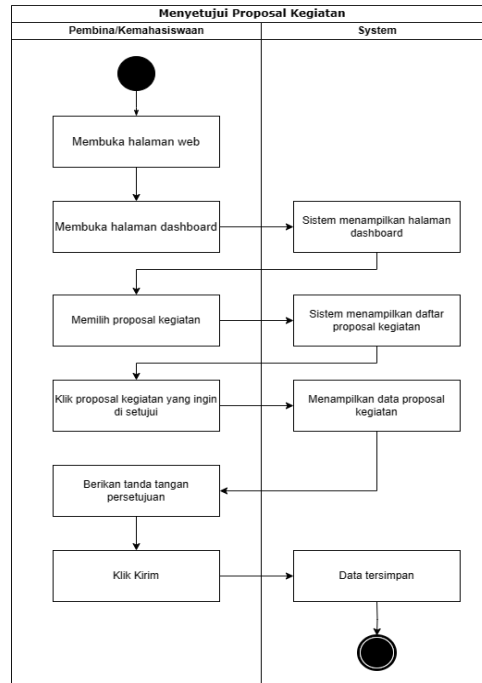 Menyetujui Proposal Kegiatan
Pembina/Kemahasiswaan
System
Membuka halaman web
Membuka halaman dashboard
Sistem menampilkan halaman
dashboard
Memilih proposal kegiatan
Sistem menampilkan daftar
proposal kegiatan
Klik proposal kegiatan yang ingin
di setujui
Menampilkan data proposal
kegiatan
Berikan tanda tangan
persetujuan
Klik Kirim
Data tersimpan